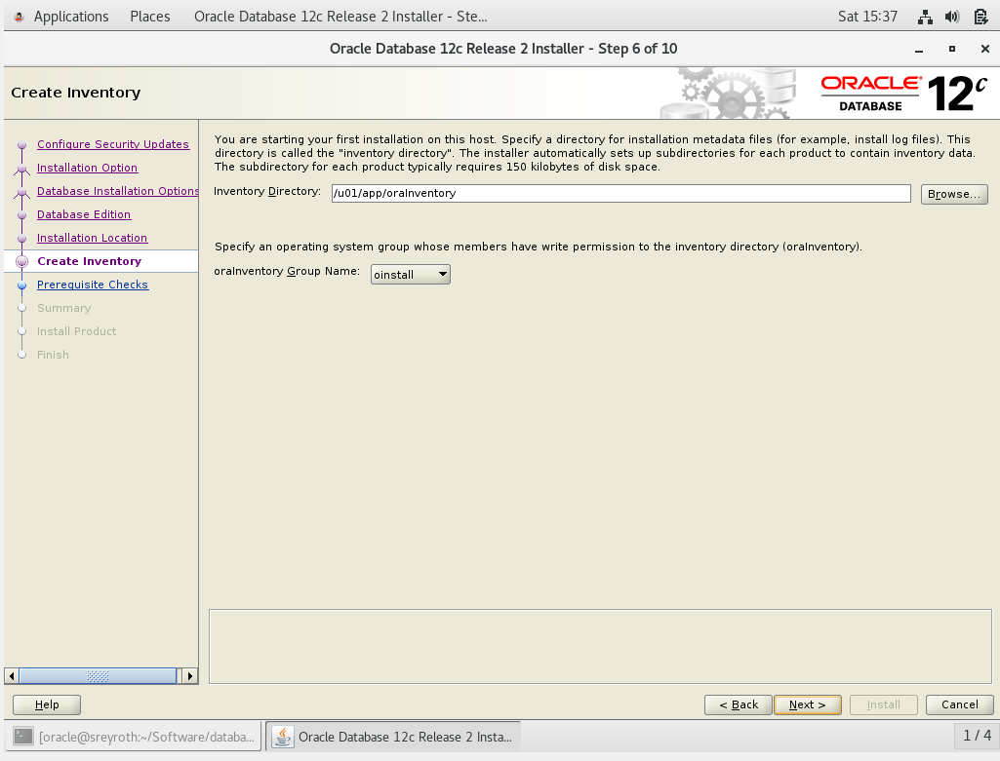 Applications Places Oracle Database 12c Release 2 Installer - Ste... Sat 15:37
Oracle Database 12c Release 2 Installer - Step 6 of 10
Create Inventory
ORACLE
DATABASE
12c
Configure Security Updates
Installation Option
Database Installation Options
Database Edition
Installation Location
Create Inventory
Prerequisite Checks
Summary
Install Product
Finish
You are starting your first installation on this host. Specify a directory for installation metadata files (for example, install log files). This
directory is called the "inventory directory". The installer automatically sets up subdirectories for each product to contain inventory data.
The subdirectory for each product typically requires 150 kilobytes of disk space.
Inventory Directory: /u01/app/oraInventory Browse...
Specify an operating system group whose members have write permission to the inventory directory (oraInventory).
oraInventory Group Name: oinstall
Help < Back Next > Install Cancel
[oracle@sreyroth:~/Software/databa... Oracle Database 12c Release 2 Insta... 1 / 4